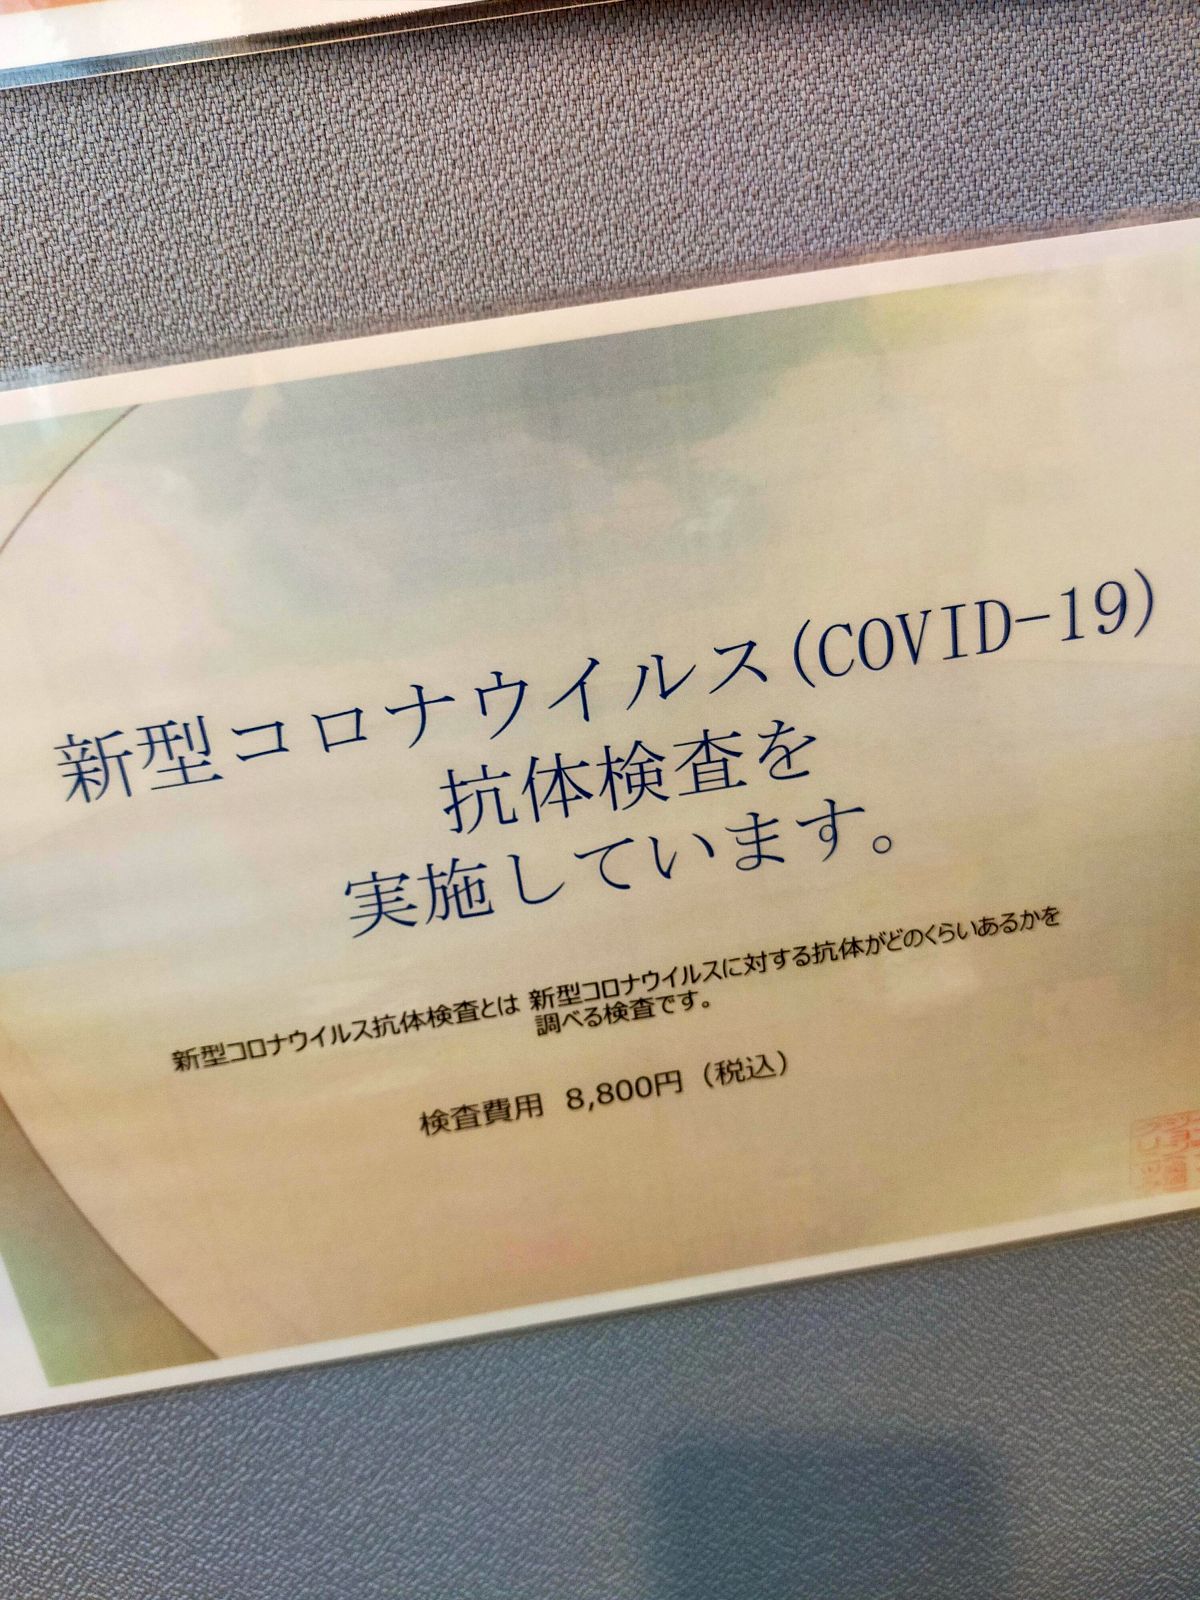 新型コロナウイルス(COVID-19)
抗体検査を
実施しています。
新型コロナウイルス抗体検査とは 新型コロナウイルスに対する抗体がどのくらいあるかを
調べる検査です。
検査費用 8,800円（税込）